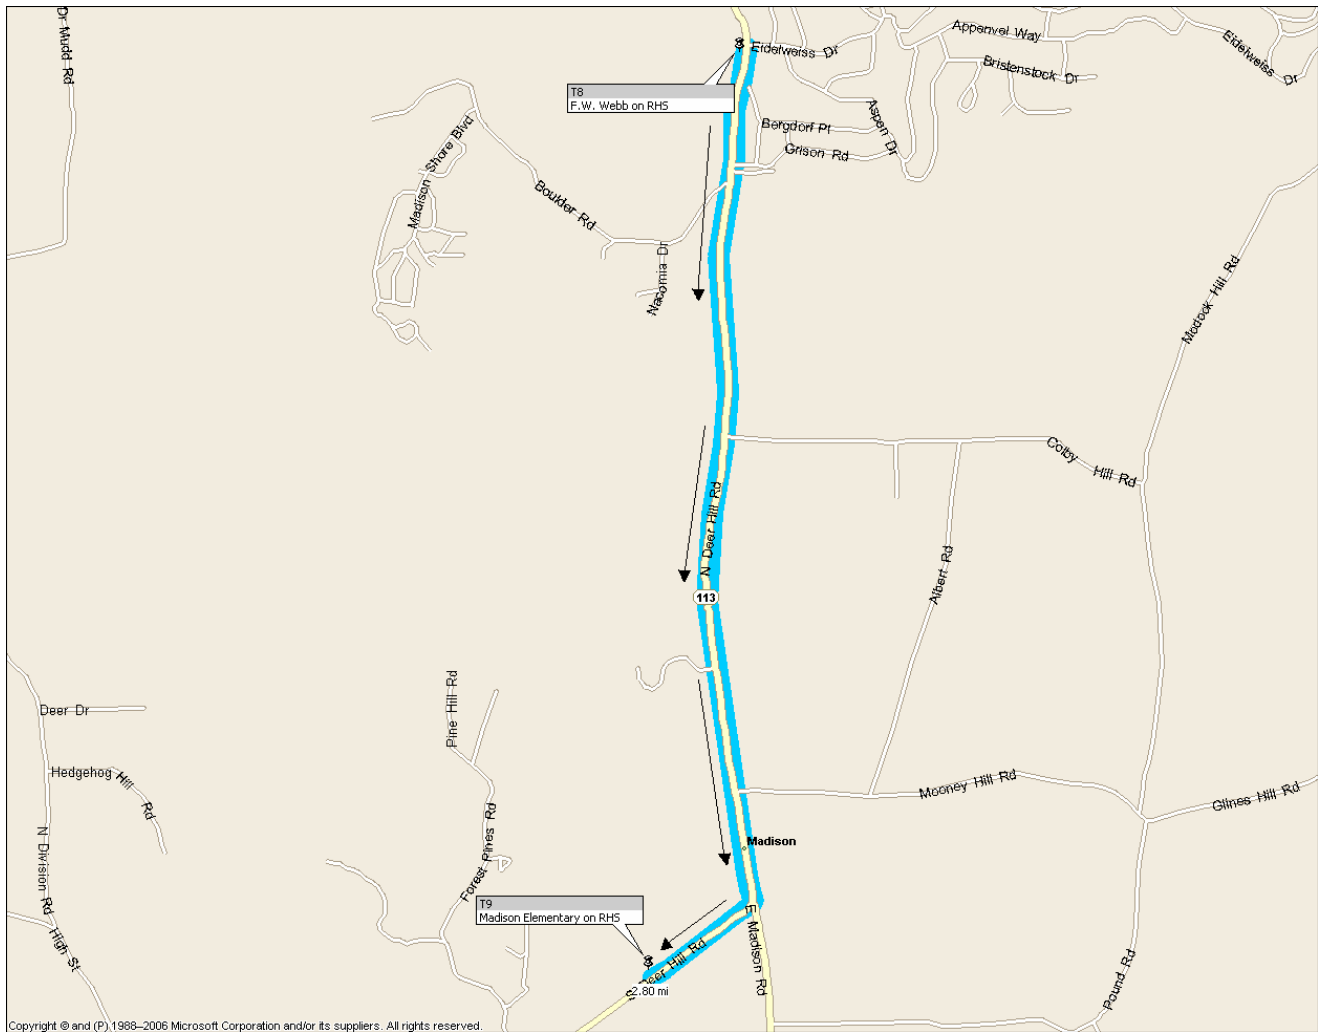 Dr Mudd Rd
Eidelweiss Dr
Appenvel Way
Eidelweiss Dr
Bristenstock Dr
T8
F.W. Webb on RHS
Aspen Dr
Bergdorf Pl
Grison Rd
Madison Shore Blvd
Boulder Rd
Nacomia Dr
Modock Hill Rd
Colby Hill Rd
N Deer Hill Rd
Albert Rd
113
Pine Hill Rd
Deer Dr
Hedgehog Hill Rd
Mooney Hill Rd
Glines Hill Rd
N Division Rd
Forest Pines Rd
Madison
T9
Madison Elementary on RHS
E Madison Rd
High St
Deer Hill Rd
2.80 mi
Pound Rd
Copyright © and (P) 1988–2006 Microsoft Corporation and/or its suppliers. All rights reserved.